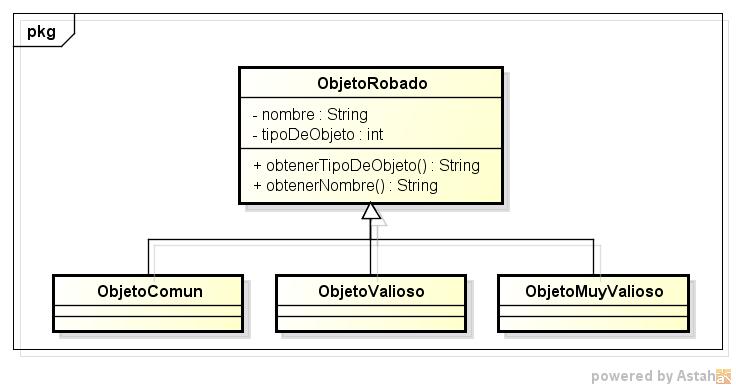 pkg
ObjetoRobado
- nombre : String
- tipoDeObjeto : int
+ obtenerTipoDeObjeto() : String
+ obtenerNombre() : String
ObjetoComun
ObjetoValioso
ObjetoMuyValioso
powered by Astah